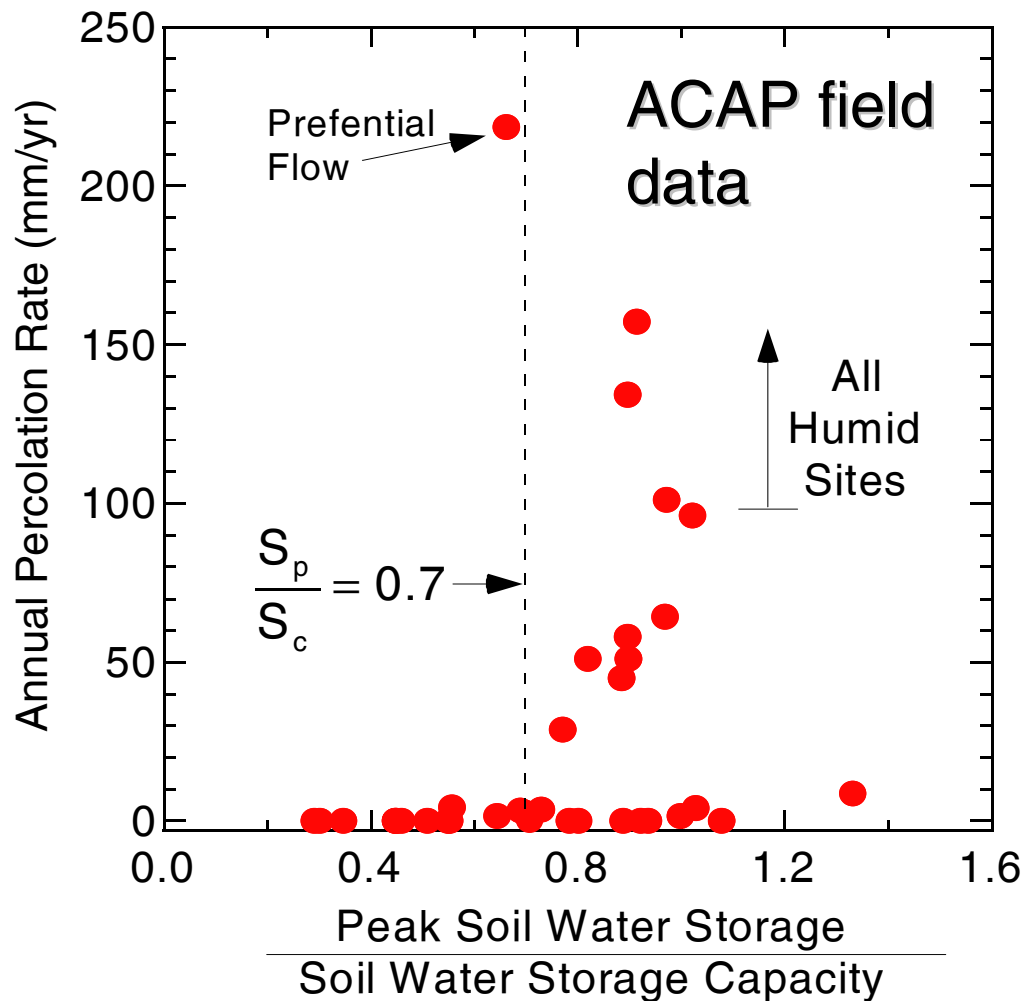 250
200
150
100
50
0
Annual Percolation Rate (mm/yr)
Prefential
Flow
ACAP field
data
All
Humid
Sites
S_p
S_c
= 0.7
0.0 0.4 0.8 1.2 1.6
Peak Soil Water Storage
Soil Water Storage Capacity